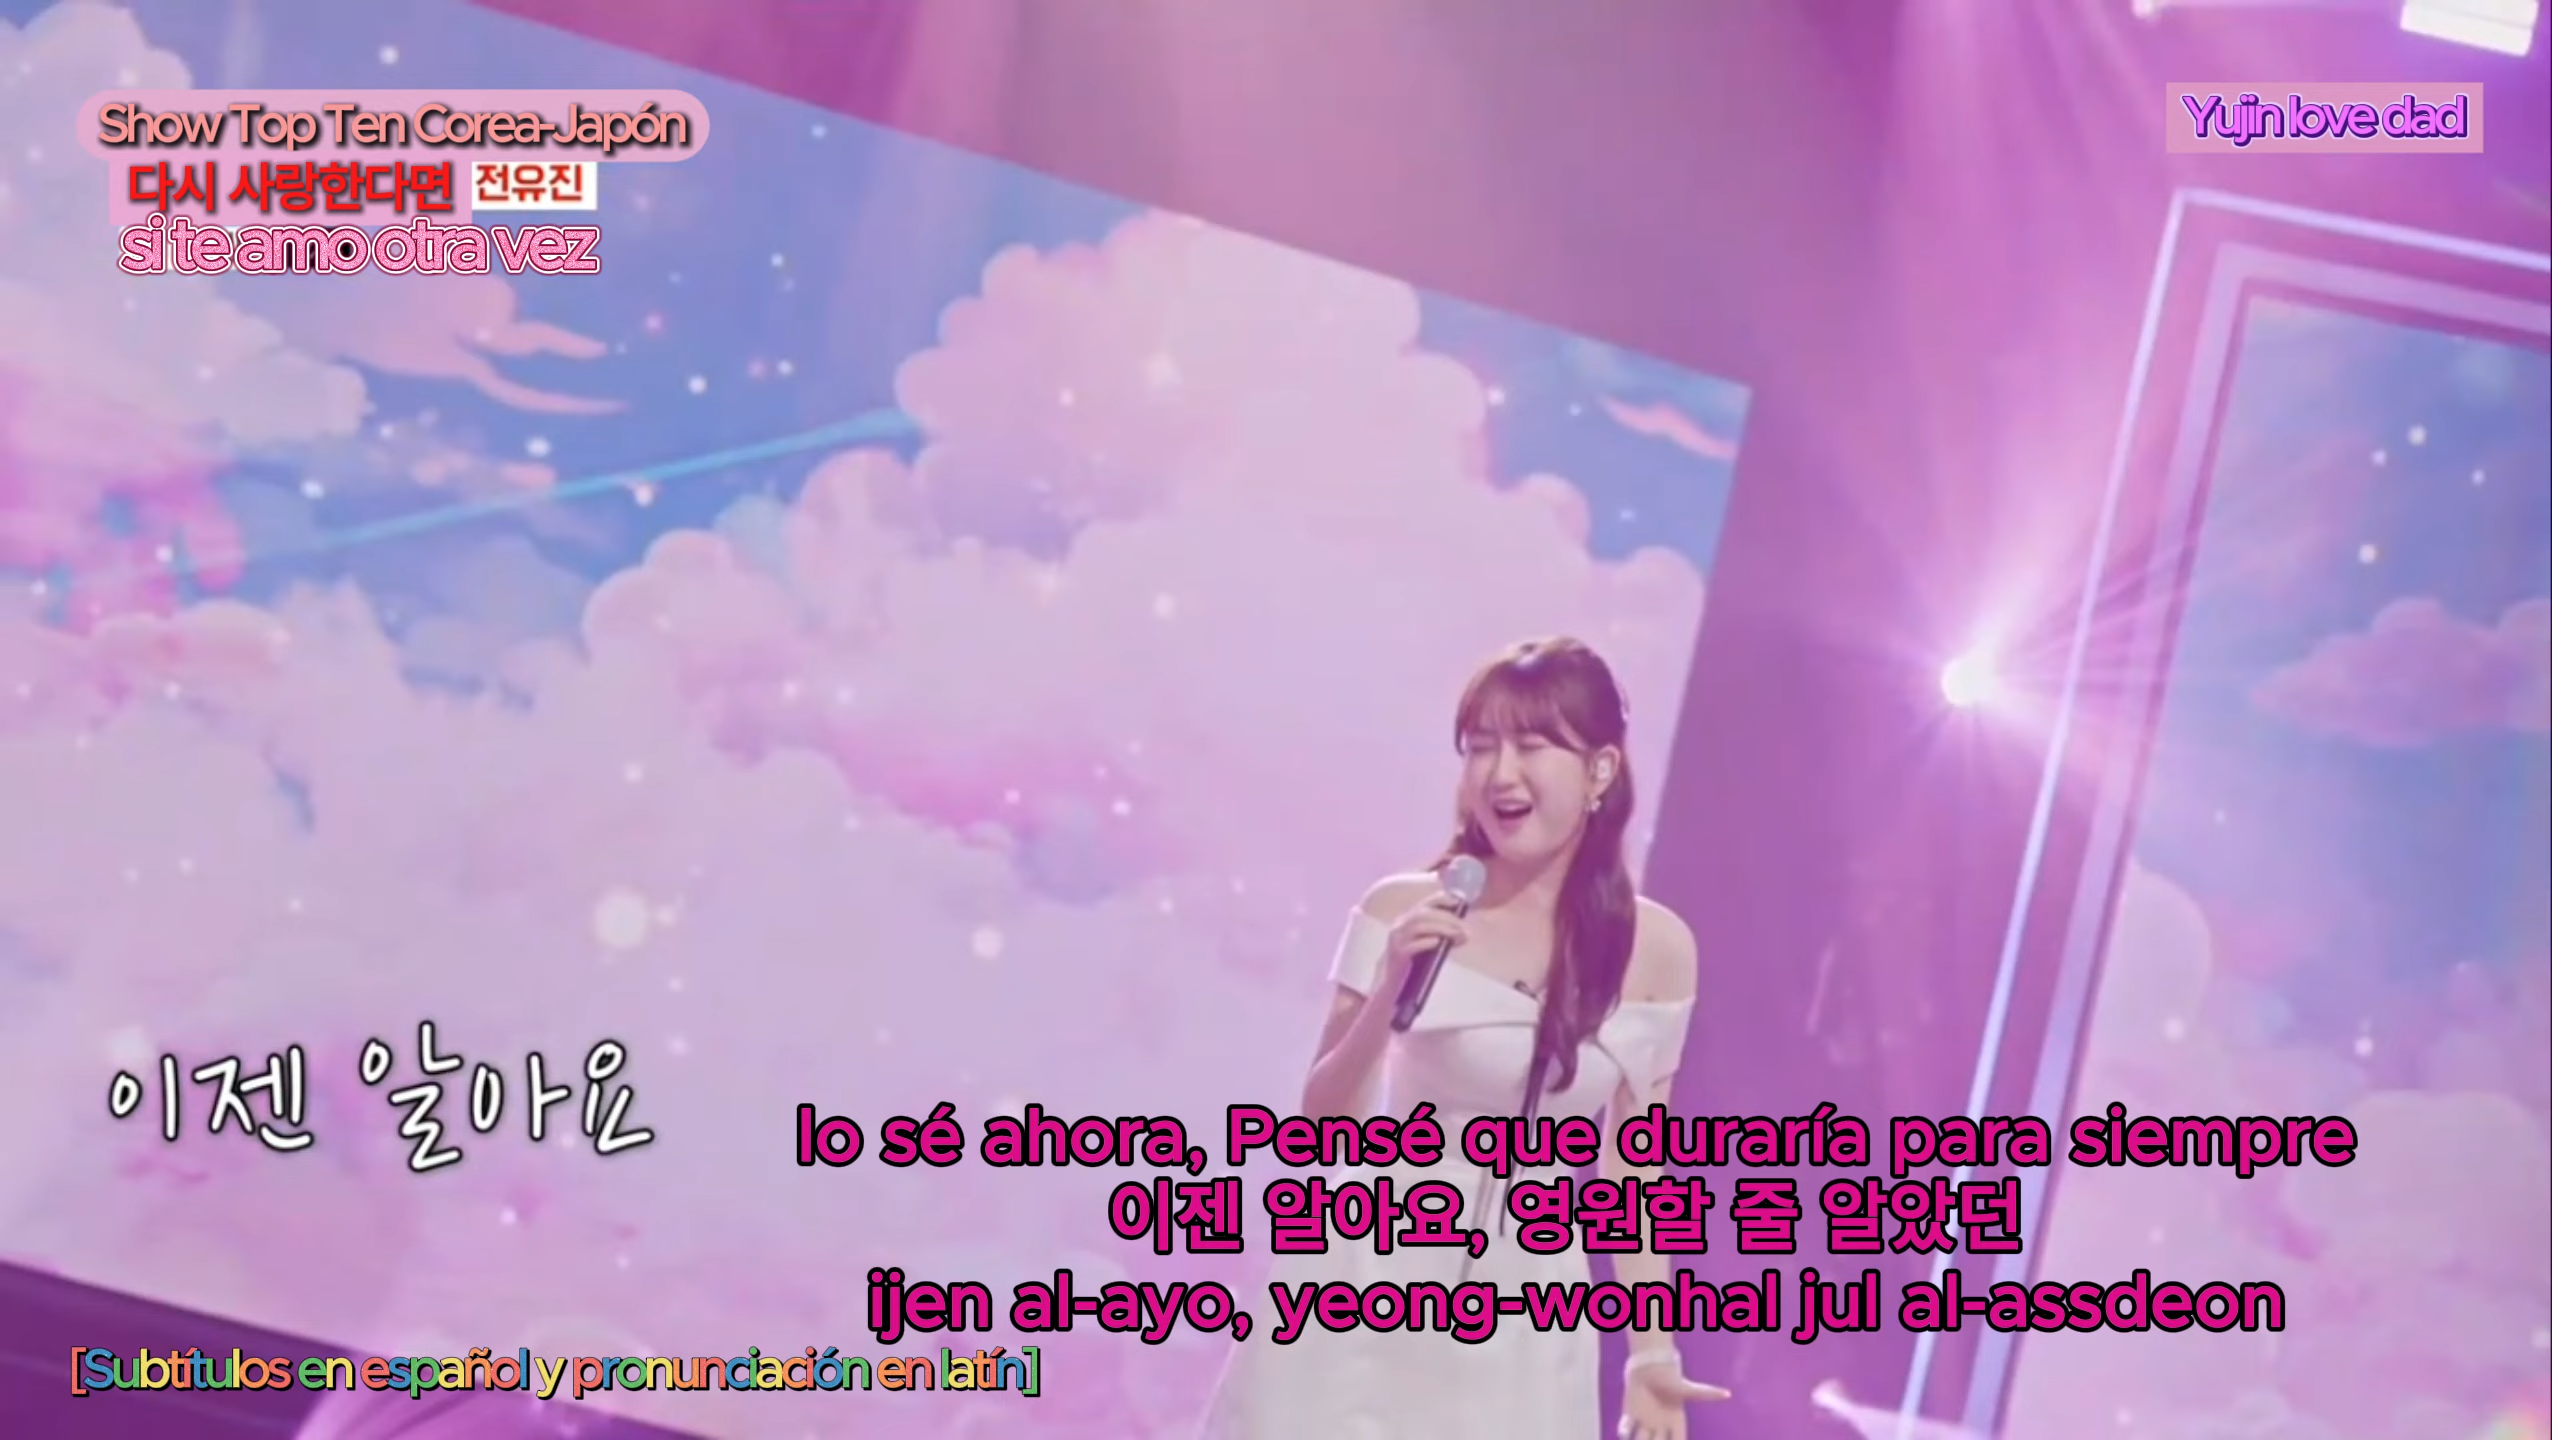 Show Top Ten Corea-Japón
Yujin love dad
다시 사랑한다면 전유진
si te amo otra vez
이젠 알아요
lo sé ahora, Pensé que duraría para siempre
이젠 알아요, 영원할 줄 알았던
ijen al-ayo, yeong-wonhal jul al-assdeon
[Subtítulos en español y pronunciación en latín]